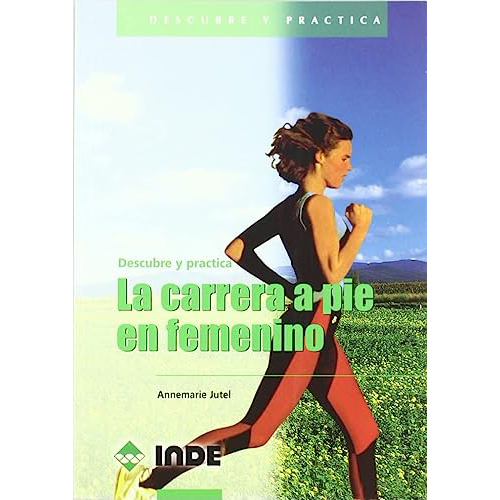 DESCUBRE Y PRACTICA
Descubre y practica
La carrera a pie
en femenino
Annemarie Jutel
INDE